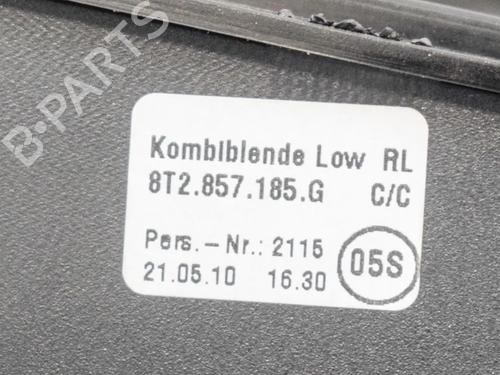 B-PARTS
Kombiblende Low RL
8T2.857.185.G C/C
Pers.-Nr.: 2115
21.05.10 16.30
05S